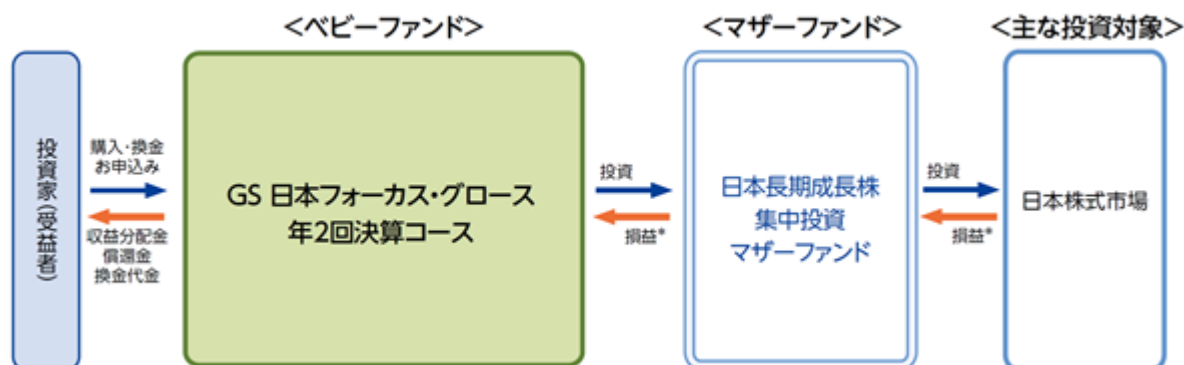 ＜ベビーファンド＞
＜マザーファンド＞
＜主な投資対象＞
投資家(受益者)
購入・換金
お申込み
収益分配金
償還金
換金代金
GS 日本フォーカス・グロース
年2回決算コース
投資
損益*
日本長期成長株
集中投資
マザーファンド
投資
損益*
日本株式市場